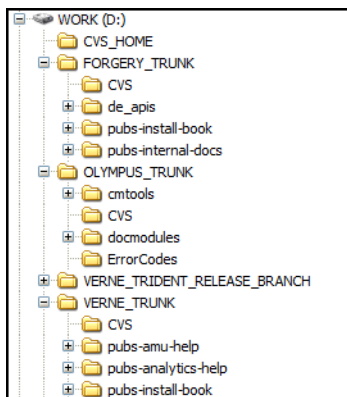 WORK (D:)
CVS_HOME
FORGERY_TRUNK
CVS
de_apis
pubs-install-book
pubs-internal-docs
OLYMPUS_TRUNK
cmtools
CVS
docmodules
ErrorCodes
VERNE_TRIDENT_RELEASE_BRANCH
VERNE_TRUNK
CVS
pubs-amu-help
pubs-analytics-help
pubs-install-book